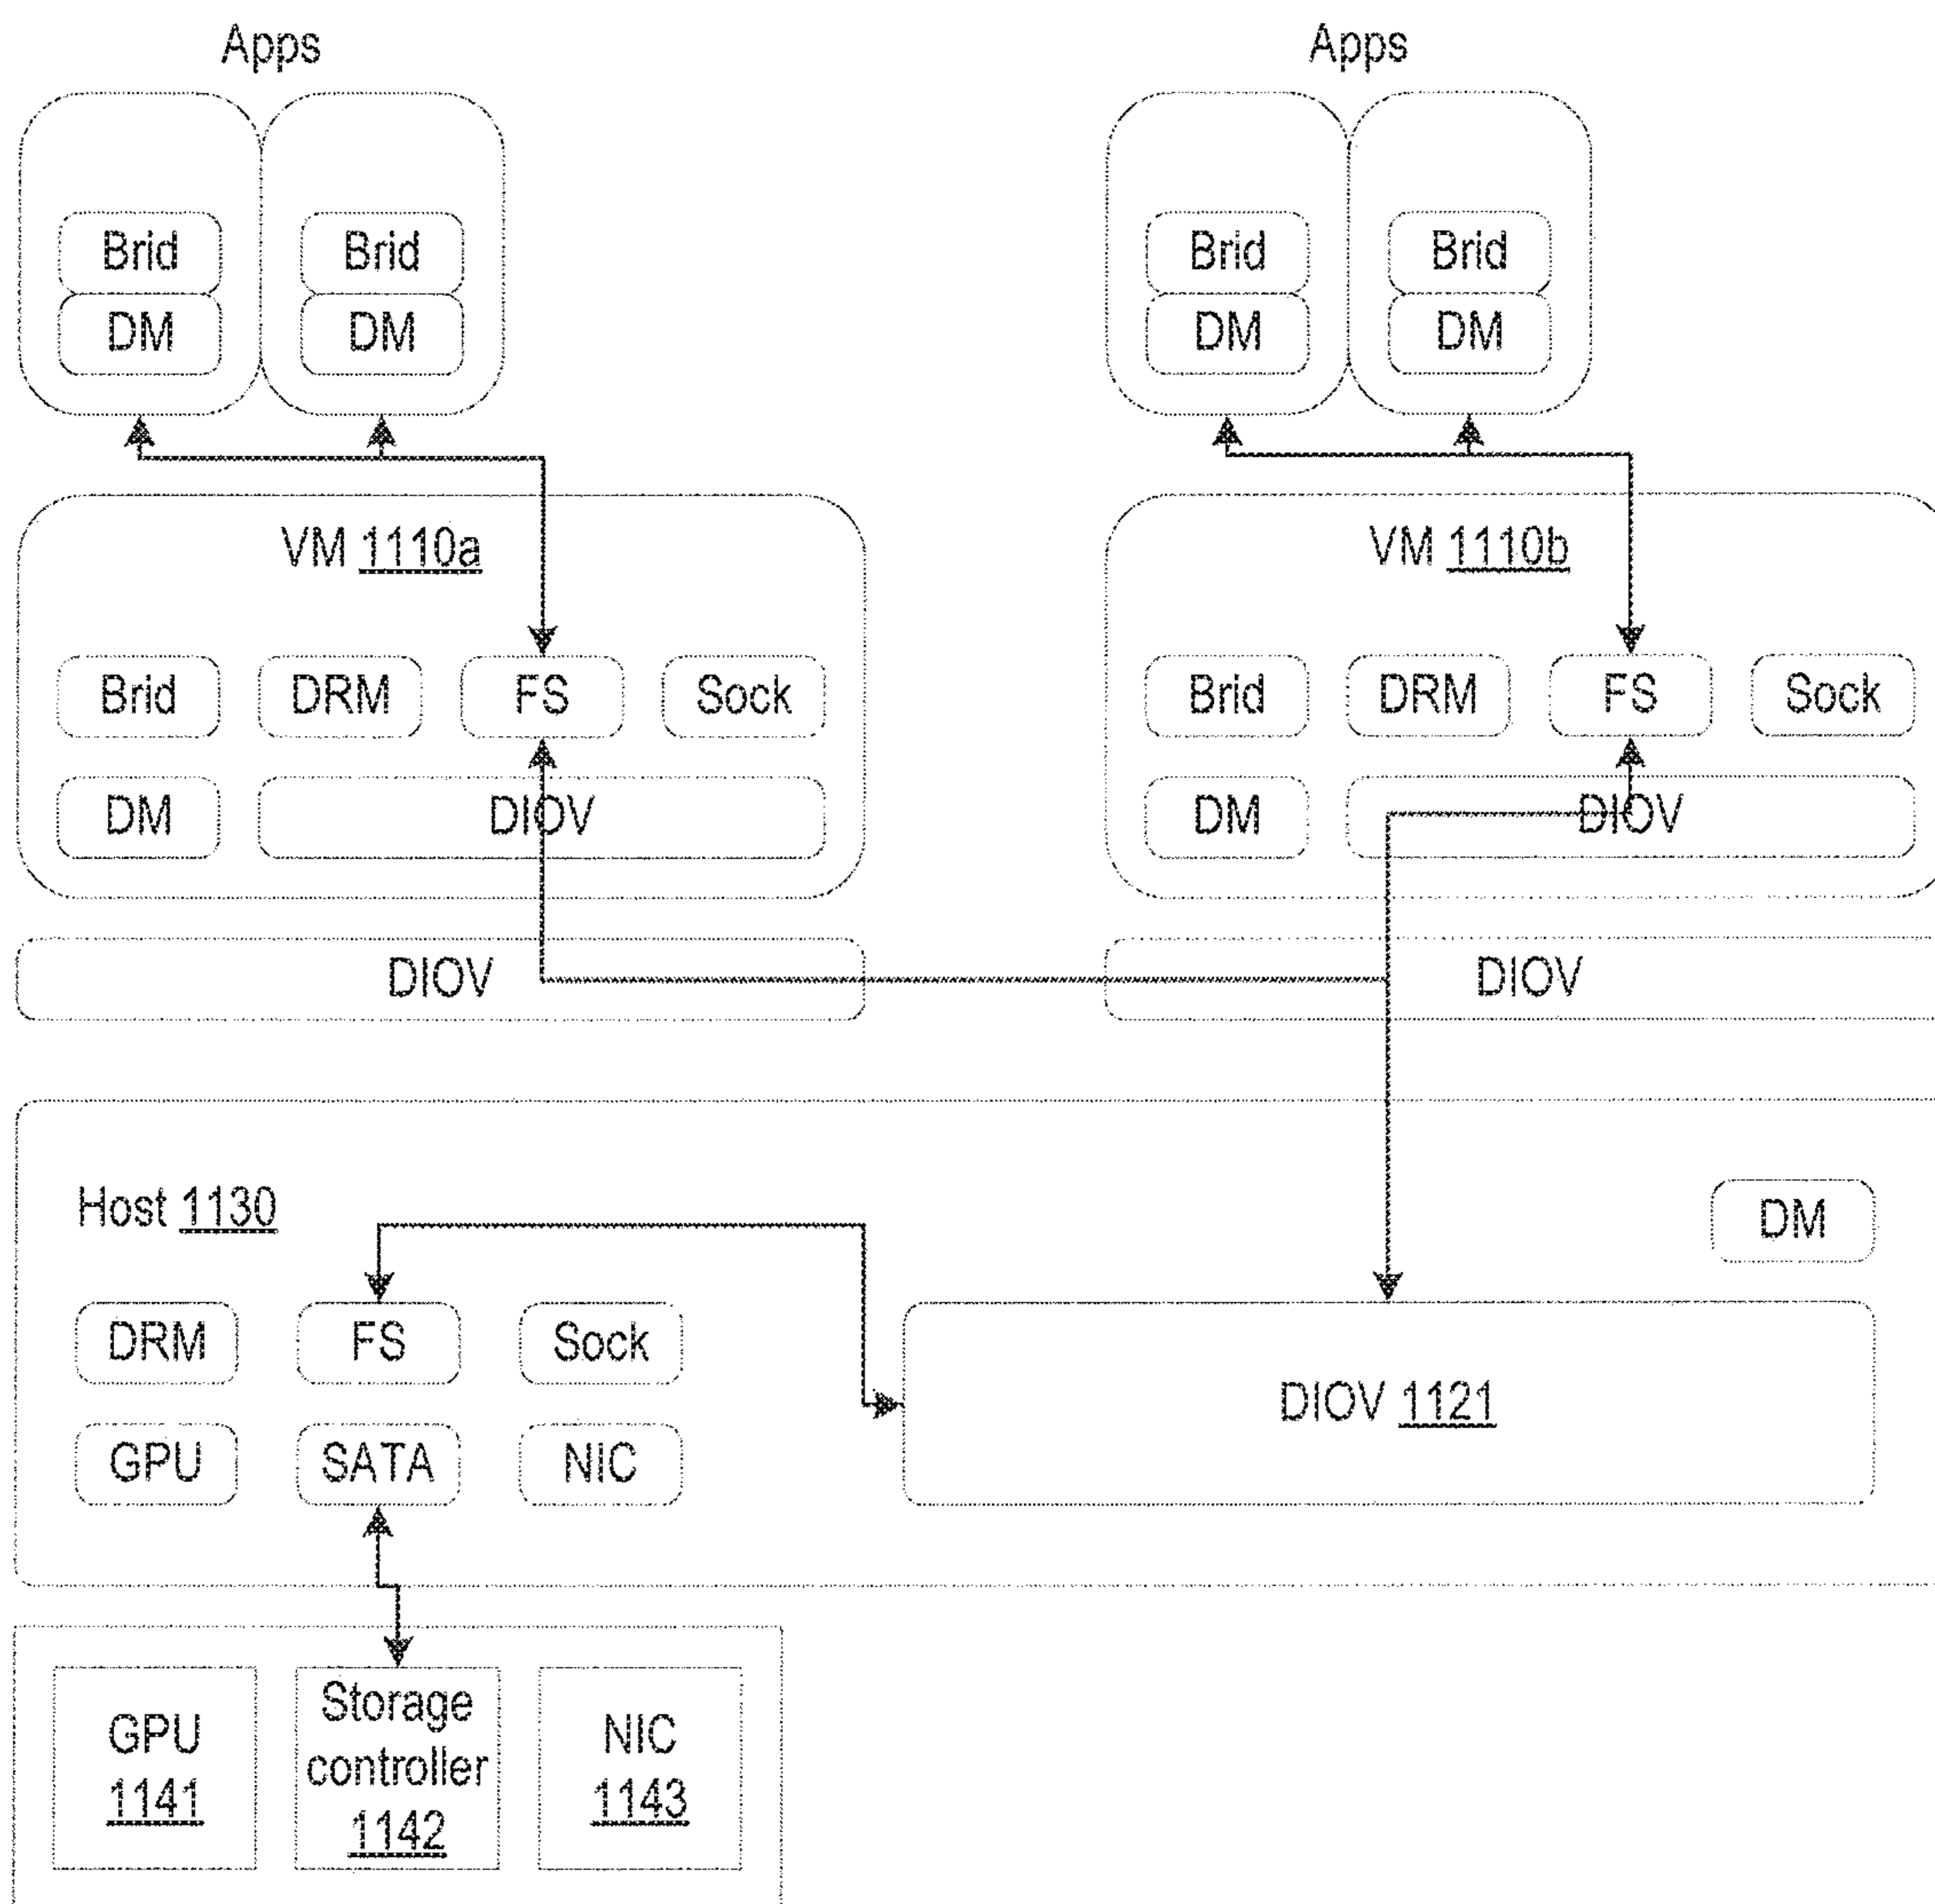 Apps
Apps
Brid
Brid
Brid
Brid
DM
DM
DM
DM
VM 1110a
VM 1110b
Brid
DRM
FS
Sock
Brid
DRM
FS
Sock
DM
DIOV
DM
DIOV
DIOV
DIOV
Host 1130
DM
DRM
FS
Sock
DIOV 1121
GPU
SATA
NIC
GPU
1141
Storage
controller
1142
NIC
1143